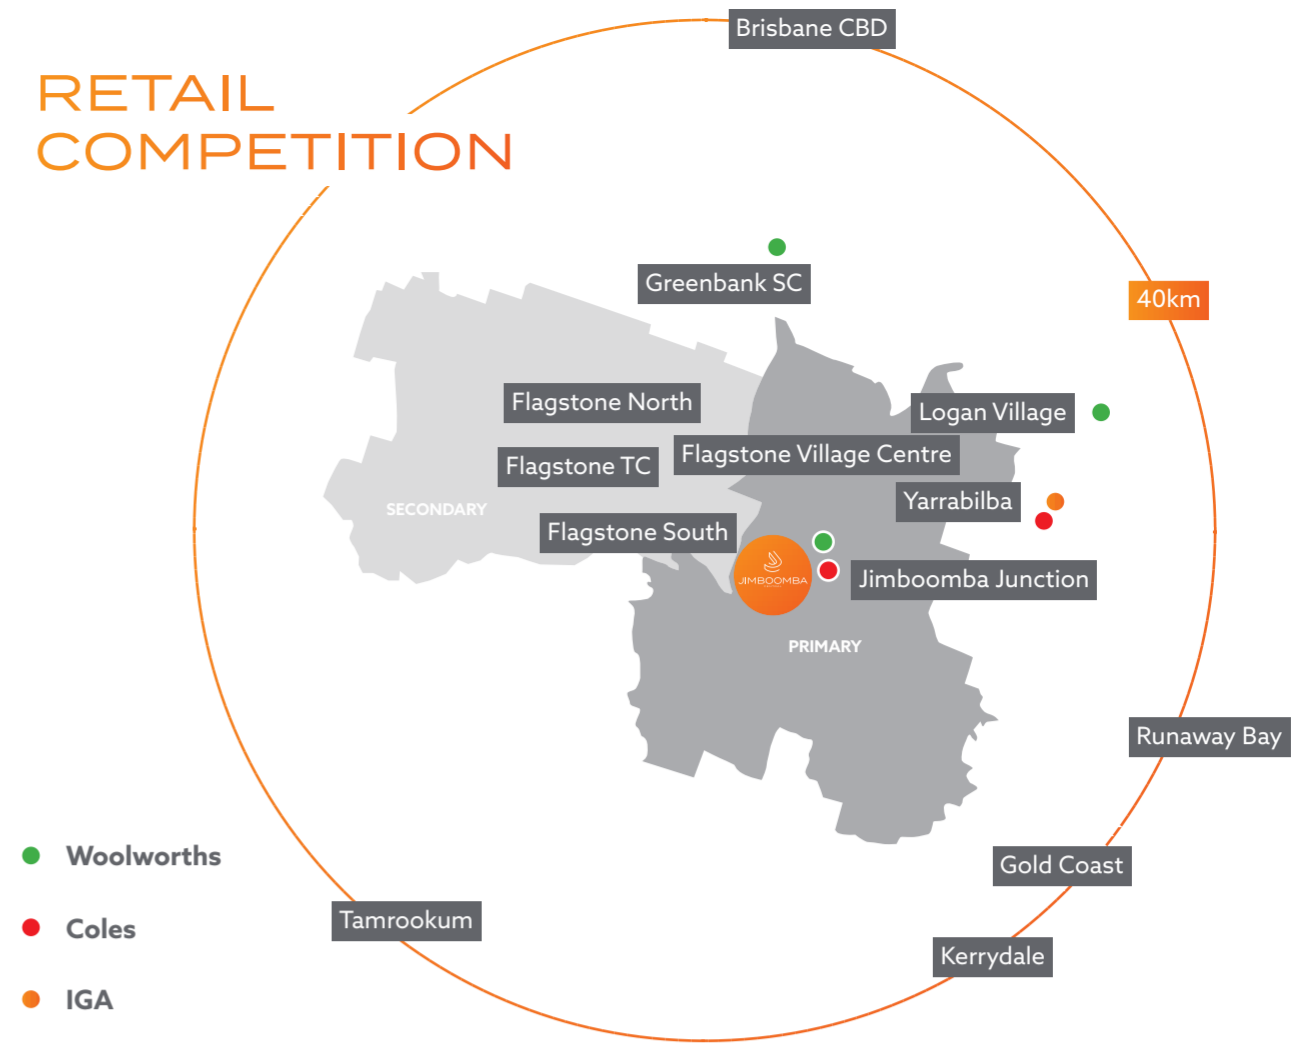 Brisbane CBD
RETAIL
COMPETITION
Greenbank SC
40km
Flagstone North
Logan Village
Flagstone Village Centre
Flagstone TC
Yarrabilba
SECONDARY
Flagstone South
JIMBOOMBA
Jimboomba Junction
PRIMARY
Runaway Bay
Woolworths
Gold Coast
Tamrookum
Coles
Kerrydale
IGA